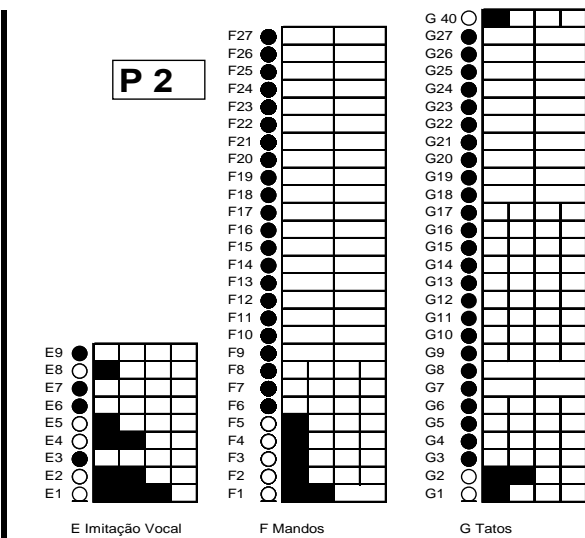 P 2
E9
E8
E7
E6
E5
E4
E3
E2
E1
E Imitação Vocal
F27
F26
F25
F24
F23
F22
F21
F20
F19
F18
F17
F16
F15
F14
F13
F12
F11
F10
F9
F8
F7
F6
F5
F4
F3
F2
F1
F Mandos
G 40
G27
G26
G25
G24
G23
G22
G21
G20
G19
G18
G17
G16
G15
G14
G13
G12
G11
G10
G9
G8
G7
G6
G5
G4
G3
G2
G1
G Tatos